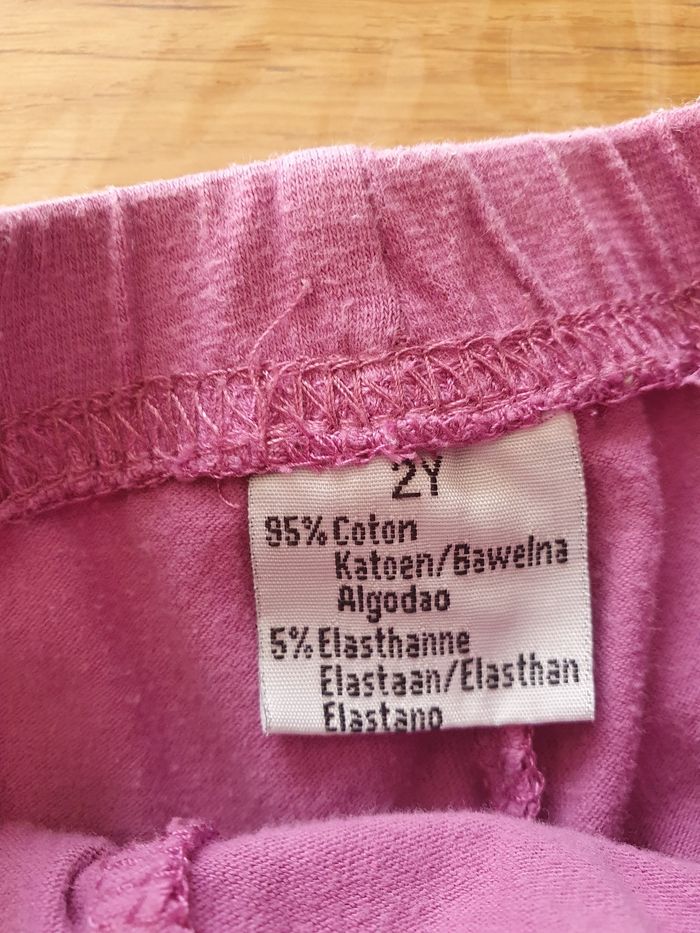 2Y
95% Coton
Katoen/Bawelna
Algodao
5% Elasthanne
Elastaan/Elasthan
Elastano